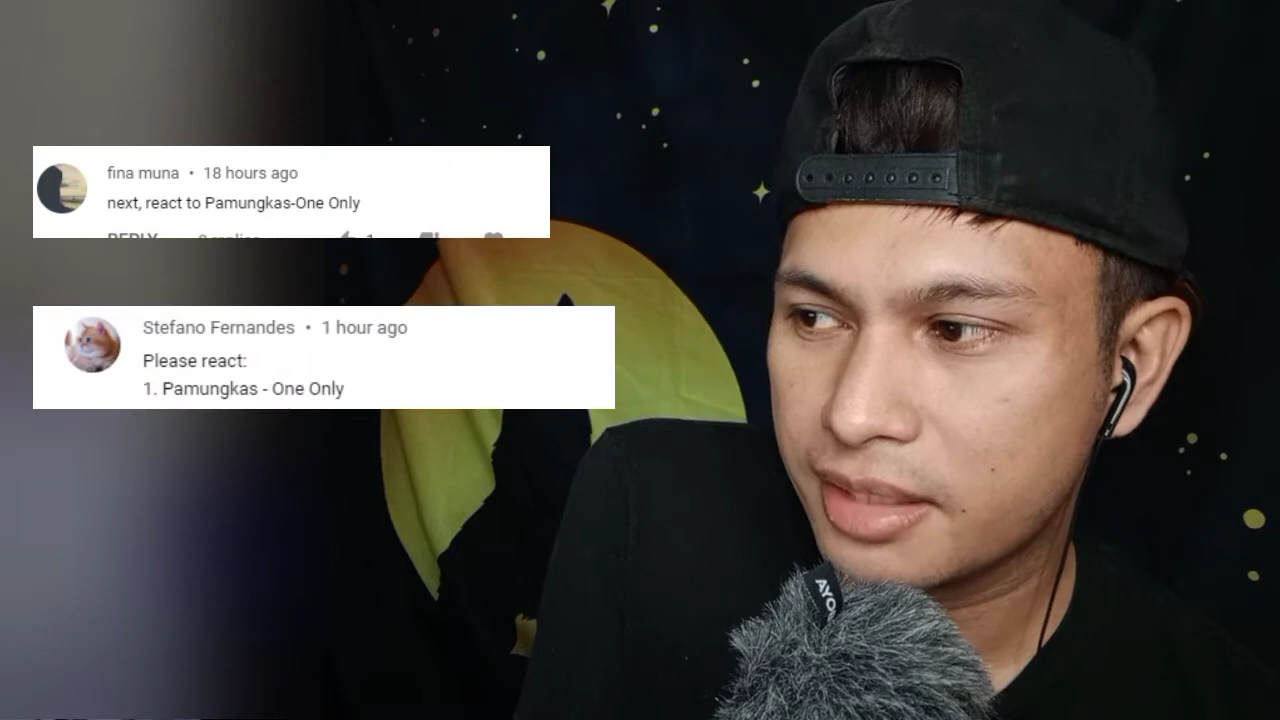 fina muna • 18 hours ago
next, react to Pamungkas-One Only
REPLY
Stefano Fernandes • 1 hour ago
Please react:
1. Pamungkas - One Only